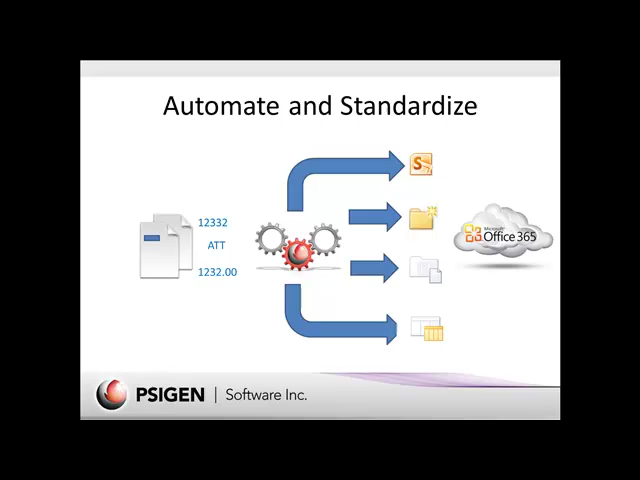 Automate and Standardize
12332
ATT
1232.00
S
Microsoft
Office 365
PSIGEN | Software Inc.